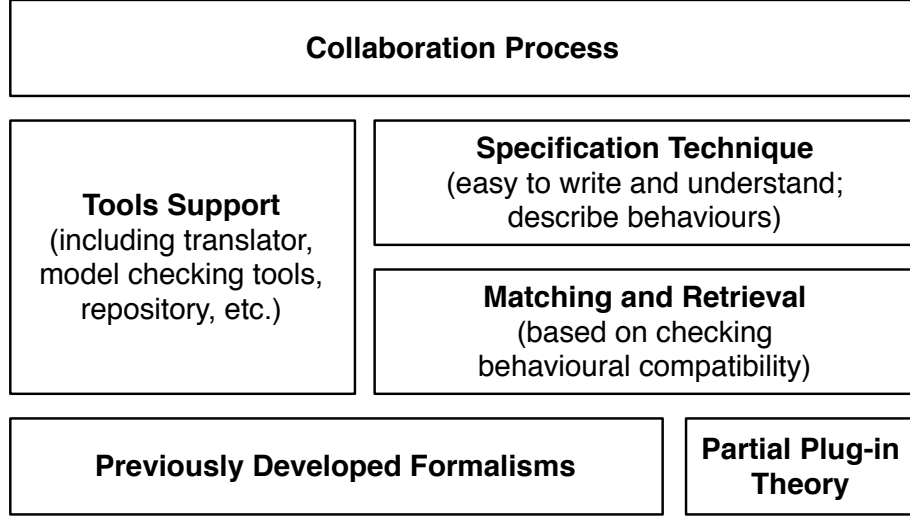 Collaboration Process
Tools Support
(including translator,
model checking tools,
repository, etc.)
Specification Technique
(easy to write and understand;
describe behaviours)
Matching and Retrieval
(based on checking
behavioural compatibility)
Previously Developed Formalisms
Partial Plug-in
Theory